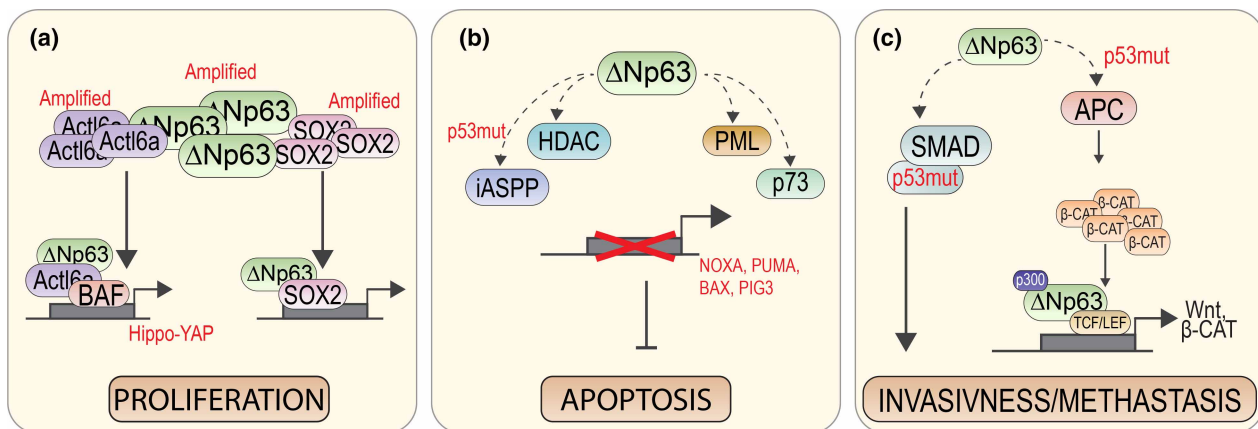 (a)
Amplified
Amplified
Amplified
Actl6a
Actl6a
Actl6a
ΔNp63
ΔNp63
ΔNp63
SOX2
SOX2
SOX2
ΔNp63
Actl6a
BAF
Hippo-YAP
ΔNp63
SOX2
PROLIFERATION
(b)
ΔNp63
p53mut
HDAC
PML
iASPP
p73
NOXA, PUMA,
BAX, PIG3
APOPTOSIS
(c)
ΔNp63
p53mut
APC
SMAD
p53mut
β-CAT
β-CAT
β-CAT
β-CAT
β-CAT
p300
ΔNp63
TCF/LEF
Wnt,
β-CAT
INVASIVNESS/METHASTASIS